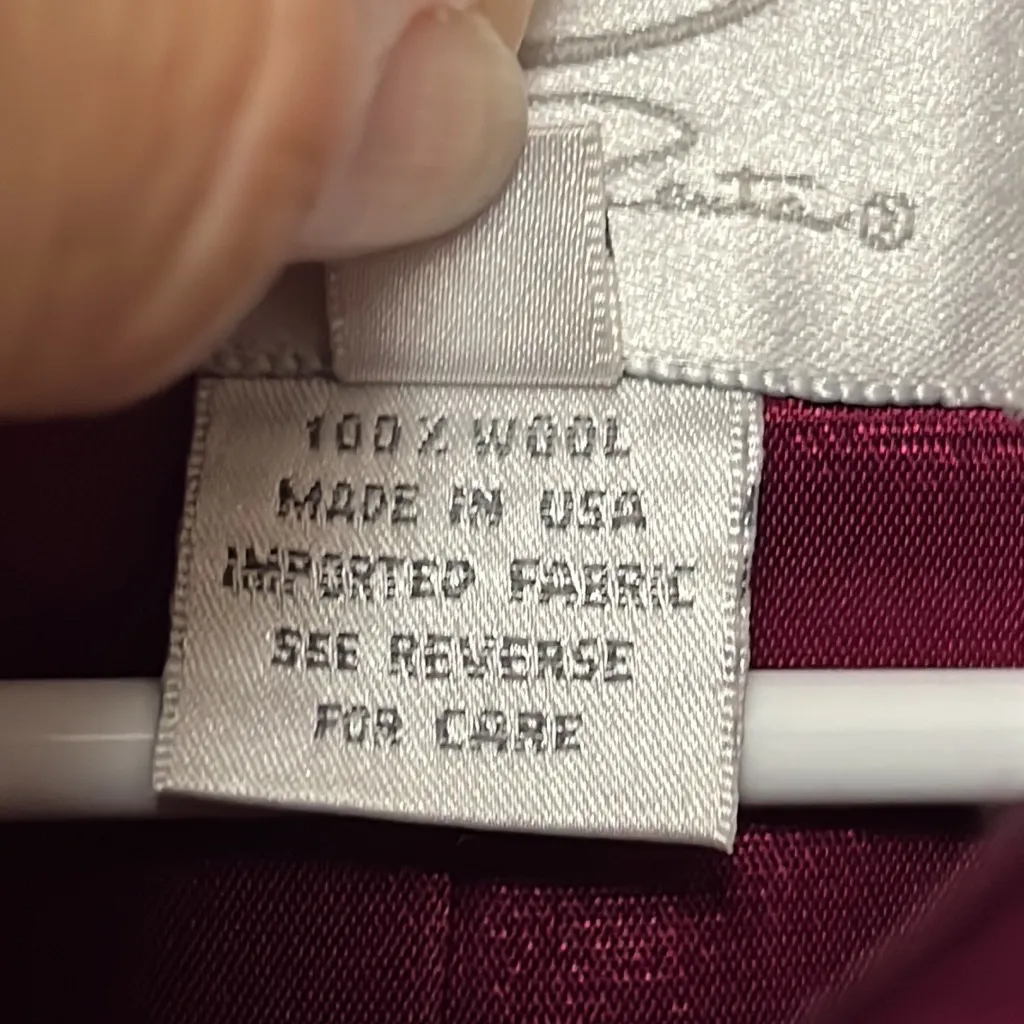 ®
100% WOOL
MADE IN USA
IMPORTED FABRIC
SEE REVERSE
FOR CARE